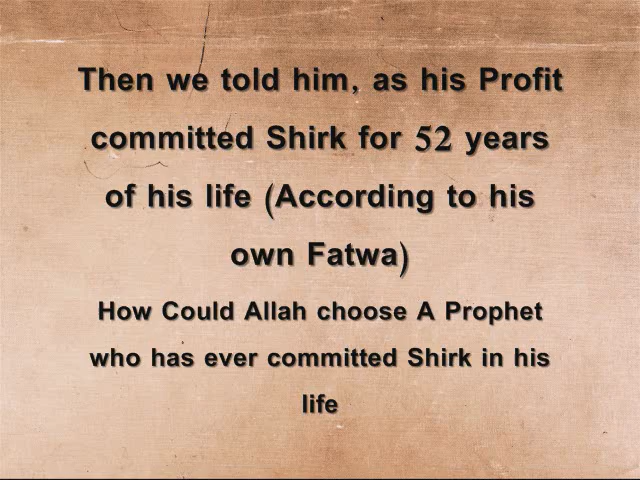 Then we told him, as his Profit
committed Shirk for 52 years
of his life (According to his
own Fatwa)
How Could Allah choose A Prophet
who has ever committed Shirk in his
life